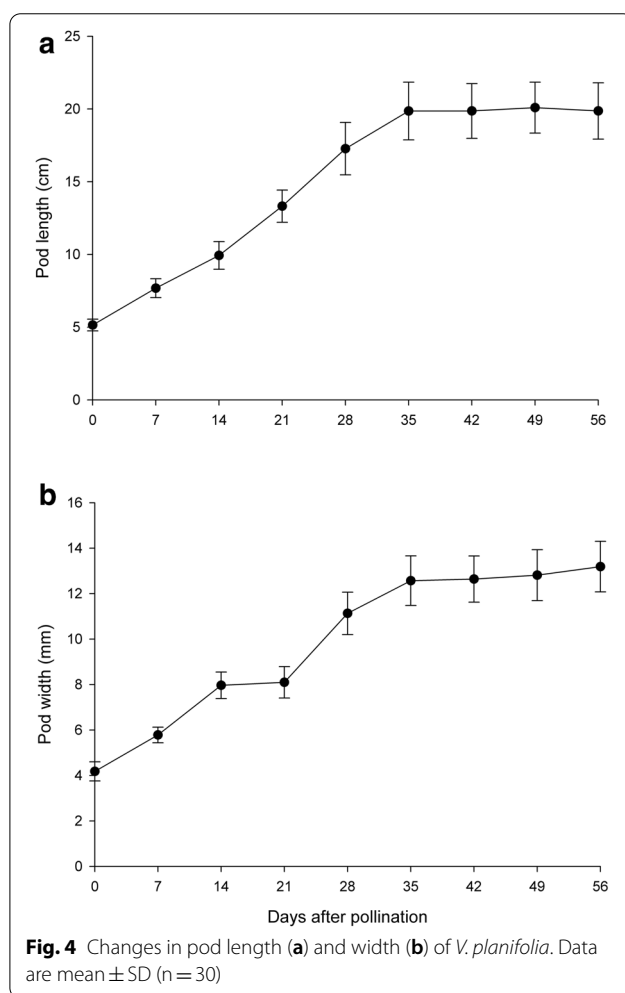 a
25
20
15
10
5
0
Pod length (cm)
0 7 14 21 28 35 42 49 56
b
16
14
12
10
8
6
4
2
0
Pod width (mm)
0 7 14 21 28 35 42 49 56
Days after pollination
Fig. 4 Changes in pod length (a) and width (b) of V. planifolia. Data
are mean ± SD (n = 30)